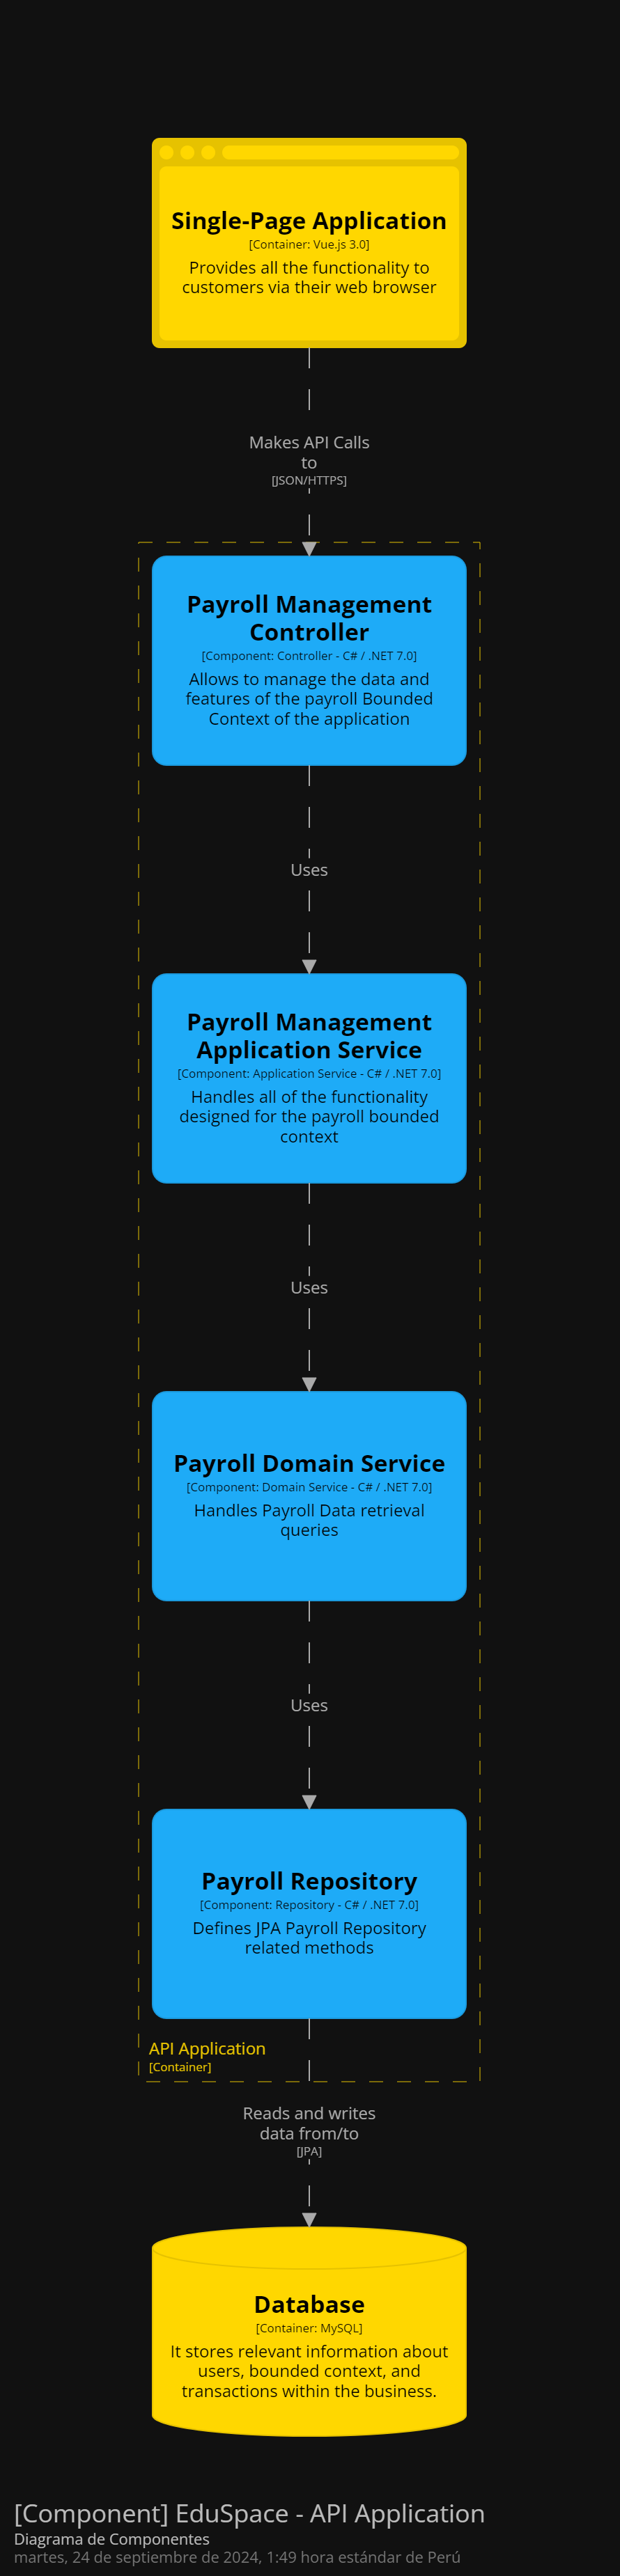 Single-Page Application
[Container: Vue.js 3.0]
Provides all the functionality to
customers via their web browser
Makes API Calls
to
[JSON/HTTPS]
Payroll Management
Controller
[Component: Controller - C# / .NET 7.0]
Allows to manage the data and
features of the payroll Bounded
Context of the application
Uses
Payroll Management
Application Service
[Component: Application Service - C# / .NET 7.0]
Handles all of the functionality
designed for the payroll bounded
context
Uses
Payroll Domain Service
[Component: Domain Service - C# / .NET 7.0]
Handles Payroll Data retrieval
queries
Uses
Payroll Repository
[Component: Repository - C# / .NET 7.0]
Defines JPA Payroll Repository
related methods
API Application
[Container]
Reads and writes
data from/to
[JPA]
Database
[Container: MySQL]
It stores relevant information about
users, bounded context, and
transactions within the business.
[Component] EduSpace - API Application
Diagrama de Componentes
martes, 24 de septiembre de 2024, 1:49 hora estándar de Perú